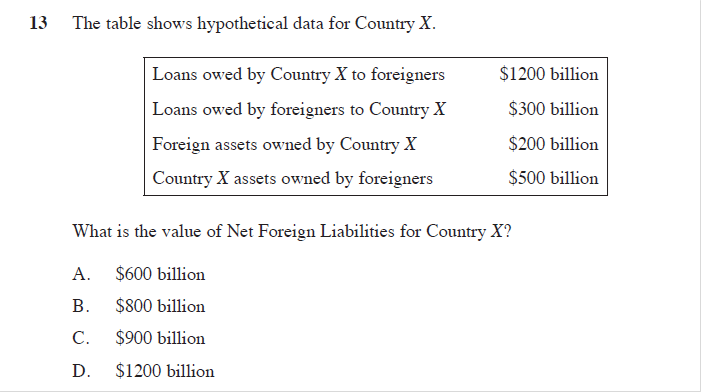 13 The table shows hypothetical data for Country X.
Loans owed by Country X to foreigners $1200 billion
Loans owed by foreigners to Country X $300 billion
Foreign assets owned by Country X $200 billion
Country X assets owned by foreigners $500 billion
What is the value of Net Foreign Liabilities for Country X?
A. $600 billion
B. $800 billion
C. $900 billion
D. $1200 billion